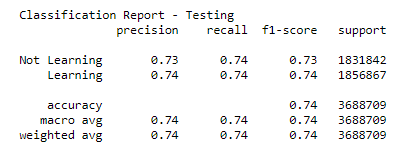 Classification Report - Testing
precision recall f1-score support
Not Learning 0.73 0.74 0.73 1831842
Learning 0.74 0.74 0.74 1856867
accuracy 0.74 3688709
macro avg 0.74 0.74 0.74 3688709
weighted avg 0.74 0.74 0.74 3688709